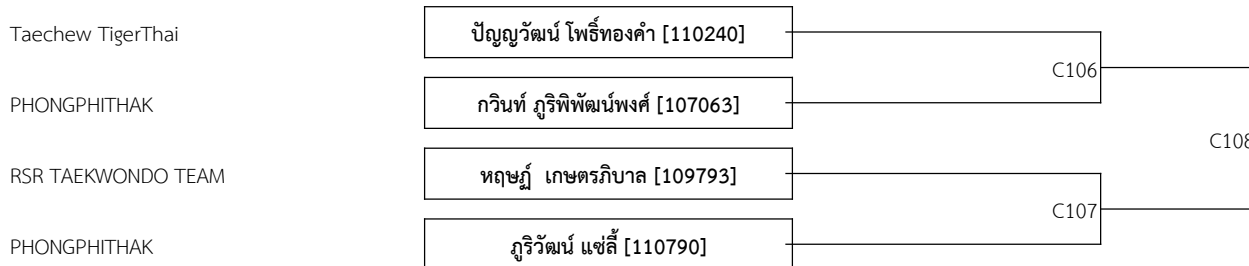 Taechew TigerThai
ปัญญวัฒน์ โพธิ์ทองคำ [110240]
C106
PHONGPHITHAK
กวินท์ ภูริพิพัฒน์พงศ์ [107063]
C108
RSR TAEKWONDO TEAM
หฤษฏ์ เกษตรภิบาล [109793]
C107
PHONGPHITHAK
ภูริวัฒน์ แซ่ลี้ [110790]